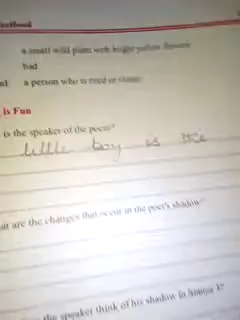 Textbook
a small wild plant with bright yellow flowers
bad
a person who is tired or
is Fun
is the speaker of the poem?
little boy is the
at are the changes that occur in the poet's shadow?
the speaker think of his shadow in Stanza 3?